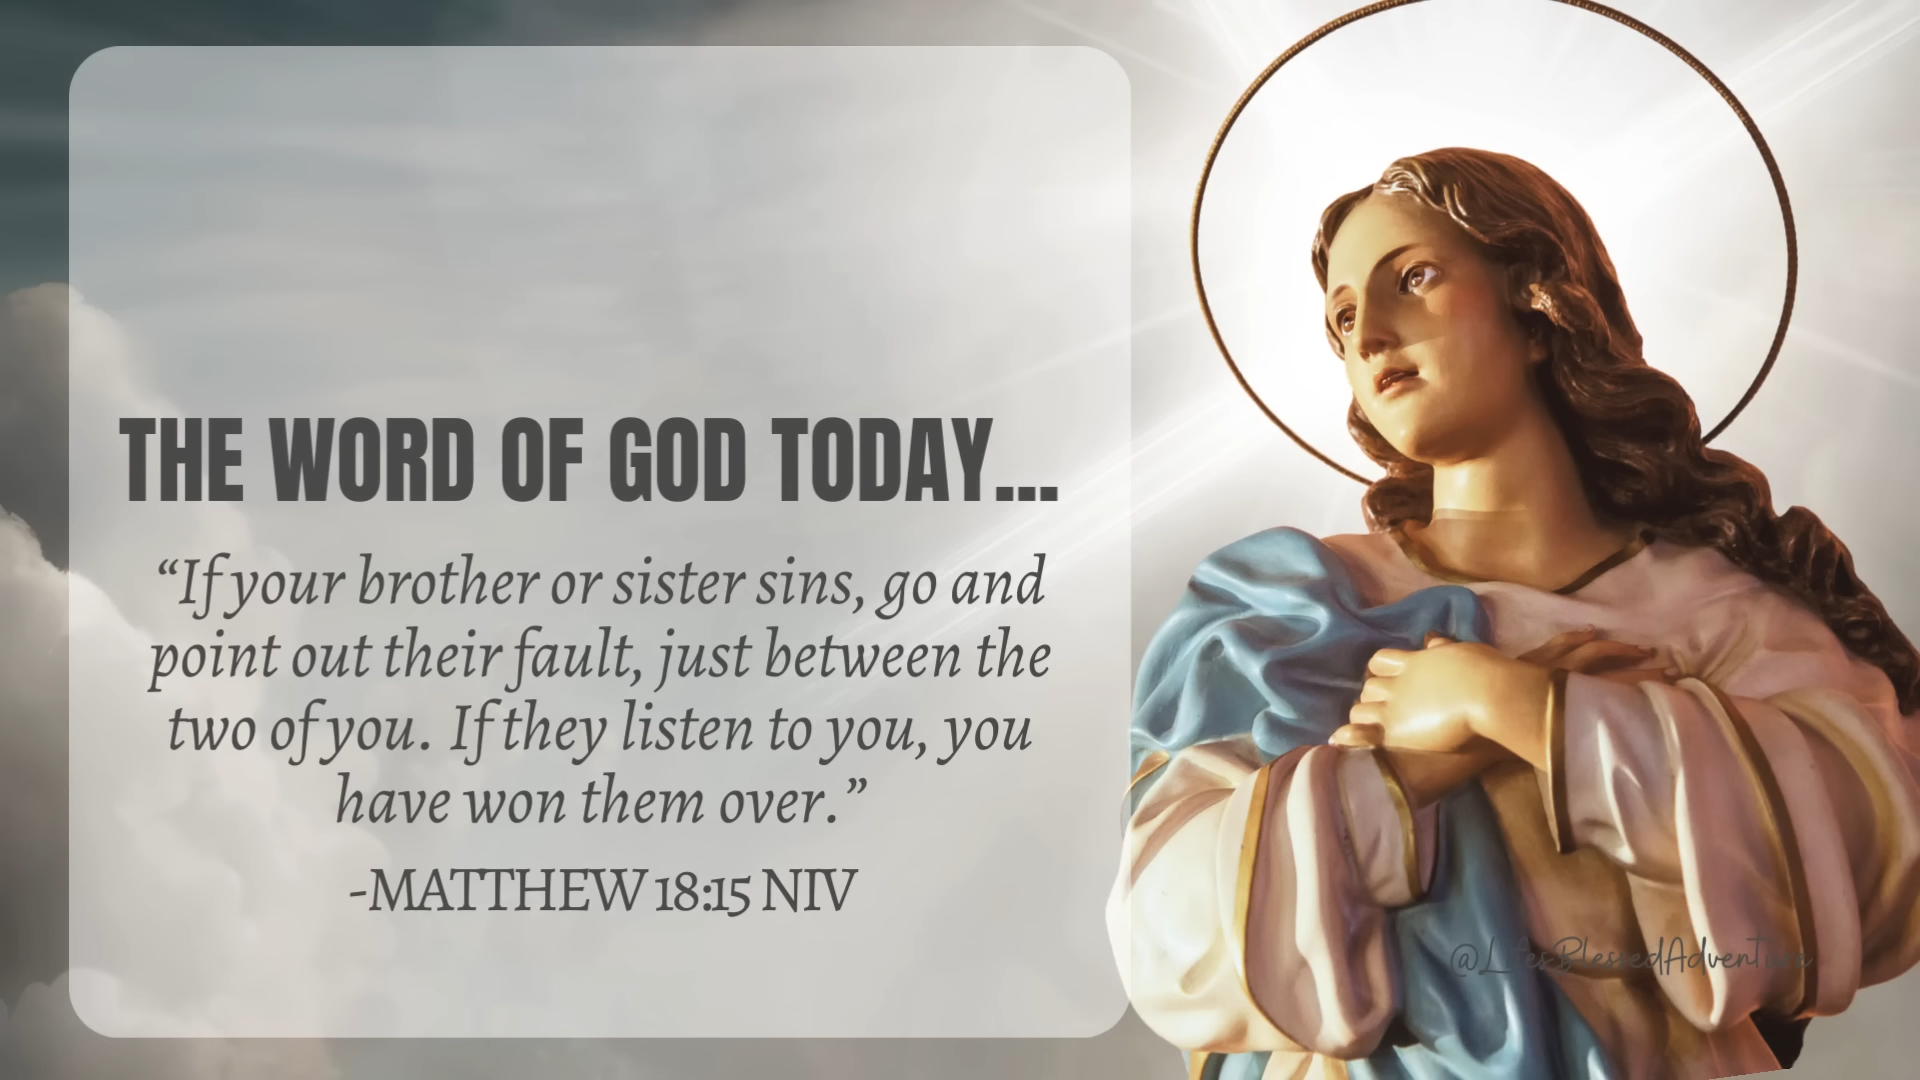 THE WORD OF GOD TODAY...
“If your brother or sister sins, go and
point out their fault, just between the
two of you. If they listen to you, you
have won them over.”
-MATTHEW 18:15 NIV
@LifesBlessedAdventure